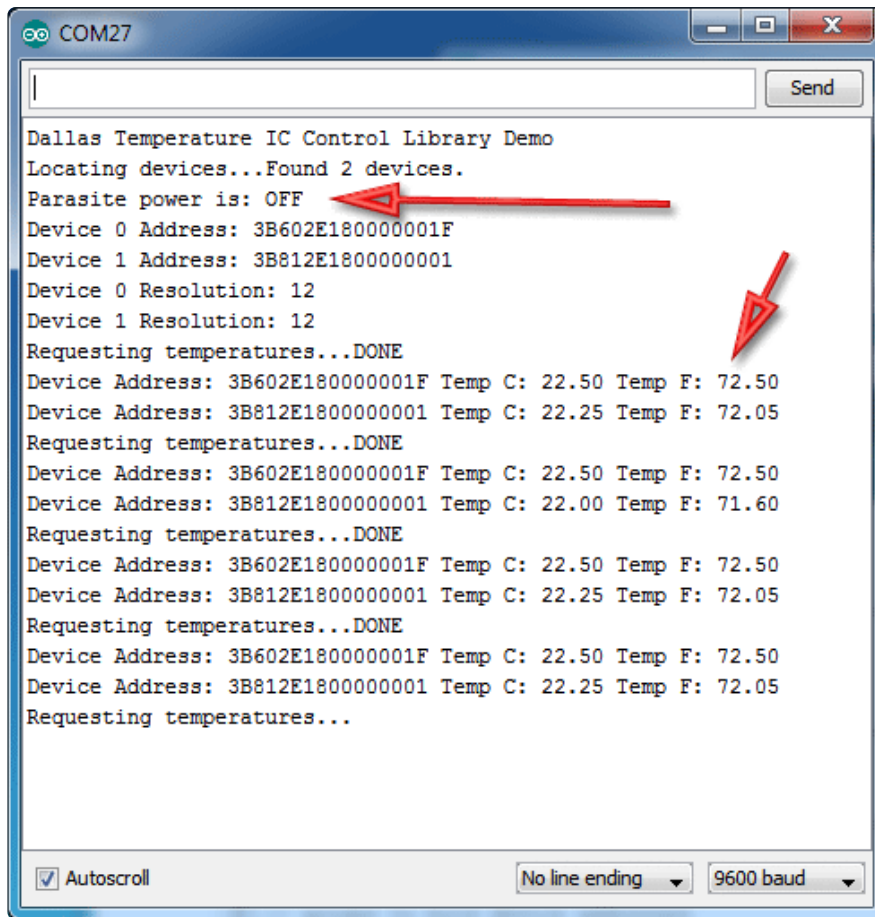 COM27
Send
Dallas Temperature IC Control Library Demo
Locating devices...Found 2 devices.
Parasite power is: OFF
Device 0 Address: 3B602E180000001F
Device 1 Address: 3B812E1800000001
Device 0 Resolution: 12
Device 1 Resolution: 12
Requesting temperatures...DONE
Device Address: 3B602E180000001F Temp C: 22.50 Temp F: 72.50
Device Address: 3B812E1800000001 Temp C: 22.25 Temp F: 72.05
Requesting temperatures...DONE
Device Address: 3B602E180000001F Temp C: 22.50 Temp F: 72.50
Device Address: 3B812E1800000001 Temp C: 22.00 Temp F: 71.60
Requesting temperatures...DONE
Device Address: 3B602E180000001F Temp C: 22.50 Temp F: 72.50
Device Address: 3B812E1800000001 Temp C: 22.25 Temp F: 72.05
Requesting temperatures...DONE
Device Address: 3B602E180000001F Temp C: 22.50 Temp F: 72.50
Device Address: 3B812E1800000001 Temp C: 22.25 Temp F: 72.05
Requesting temperatures...
Autoscroll
No line ending
9600 baud